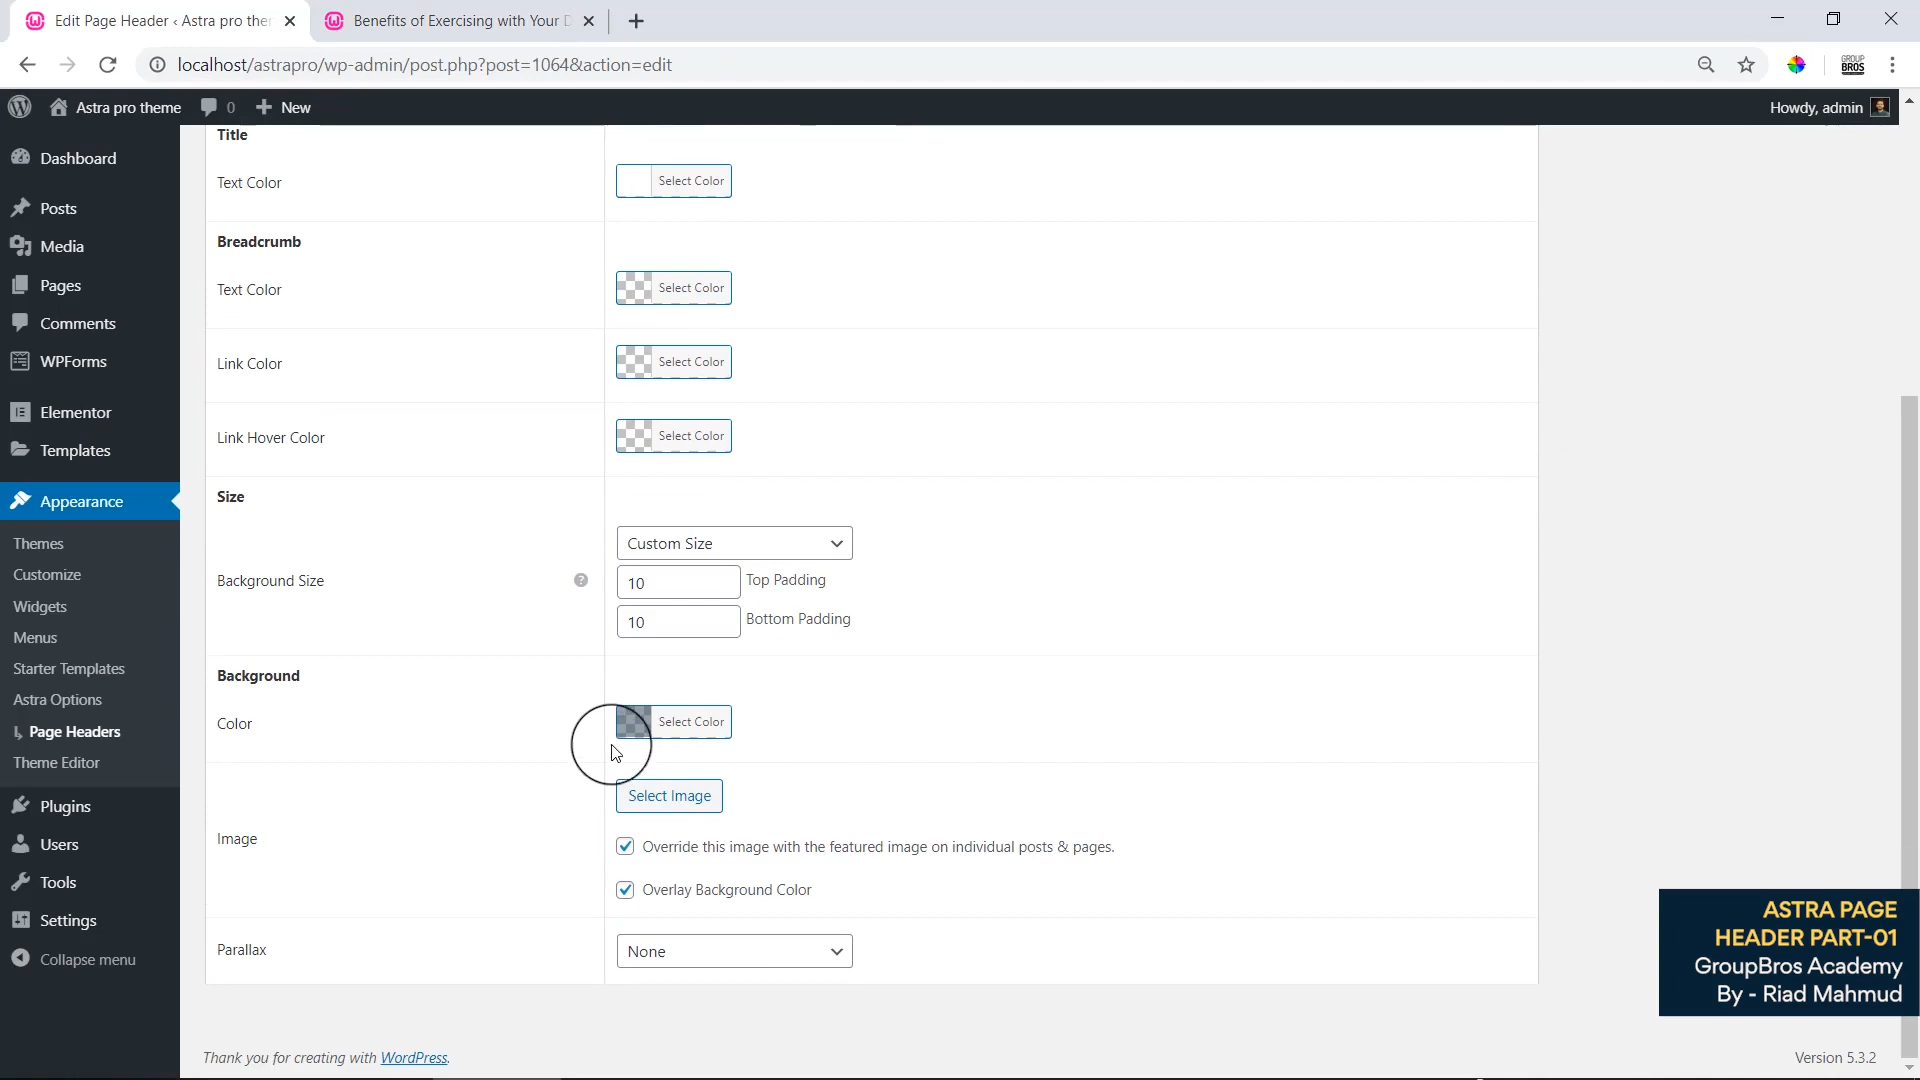 Edit Page Header ‹ Astra pro the
Benefits of Exercising with Your D
localhost/astrapro/wp-admin/post.php?post=1064&action=edit
GROUP
BROS
Astra pro theme
0
New
Howdy, admin
Dashboard
Posts
Media
Pages
Comments
WPForms
Elementor
Templates
Appearance
Themes
Customize
Widgets
Menus
Starter Templates
Astra Options
Page Headers
Theme Editor
Plugins
Users
Tools
Settings
Collapse menu
Title
Text Color
Select Color
Breadcrumb
Text Color
Select Color
Link Color
Select Color
Link Hover Color
Select Color
Size
Background Size
?
Custom Size
10 Top Padding
10 Bottom Padding
Background
Color
Select Color
Image
Select Image
Override this image with the featured image on individual posts & pages.
Overlay Background Color
Parallax
None
ASTRA PAGE
HEADER PART-01
GroupBros Academy
By - Riad Mahmud
Thank you for creating with WordPress.
Version 5.3.2